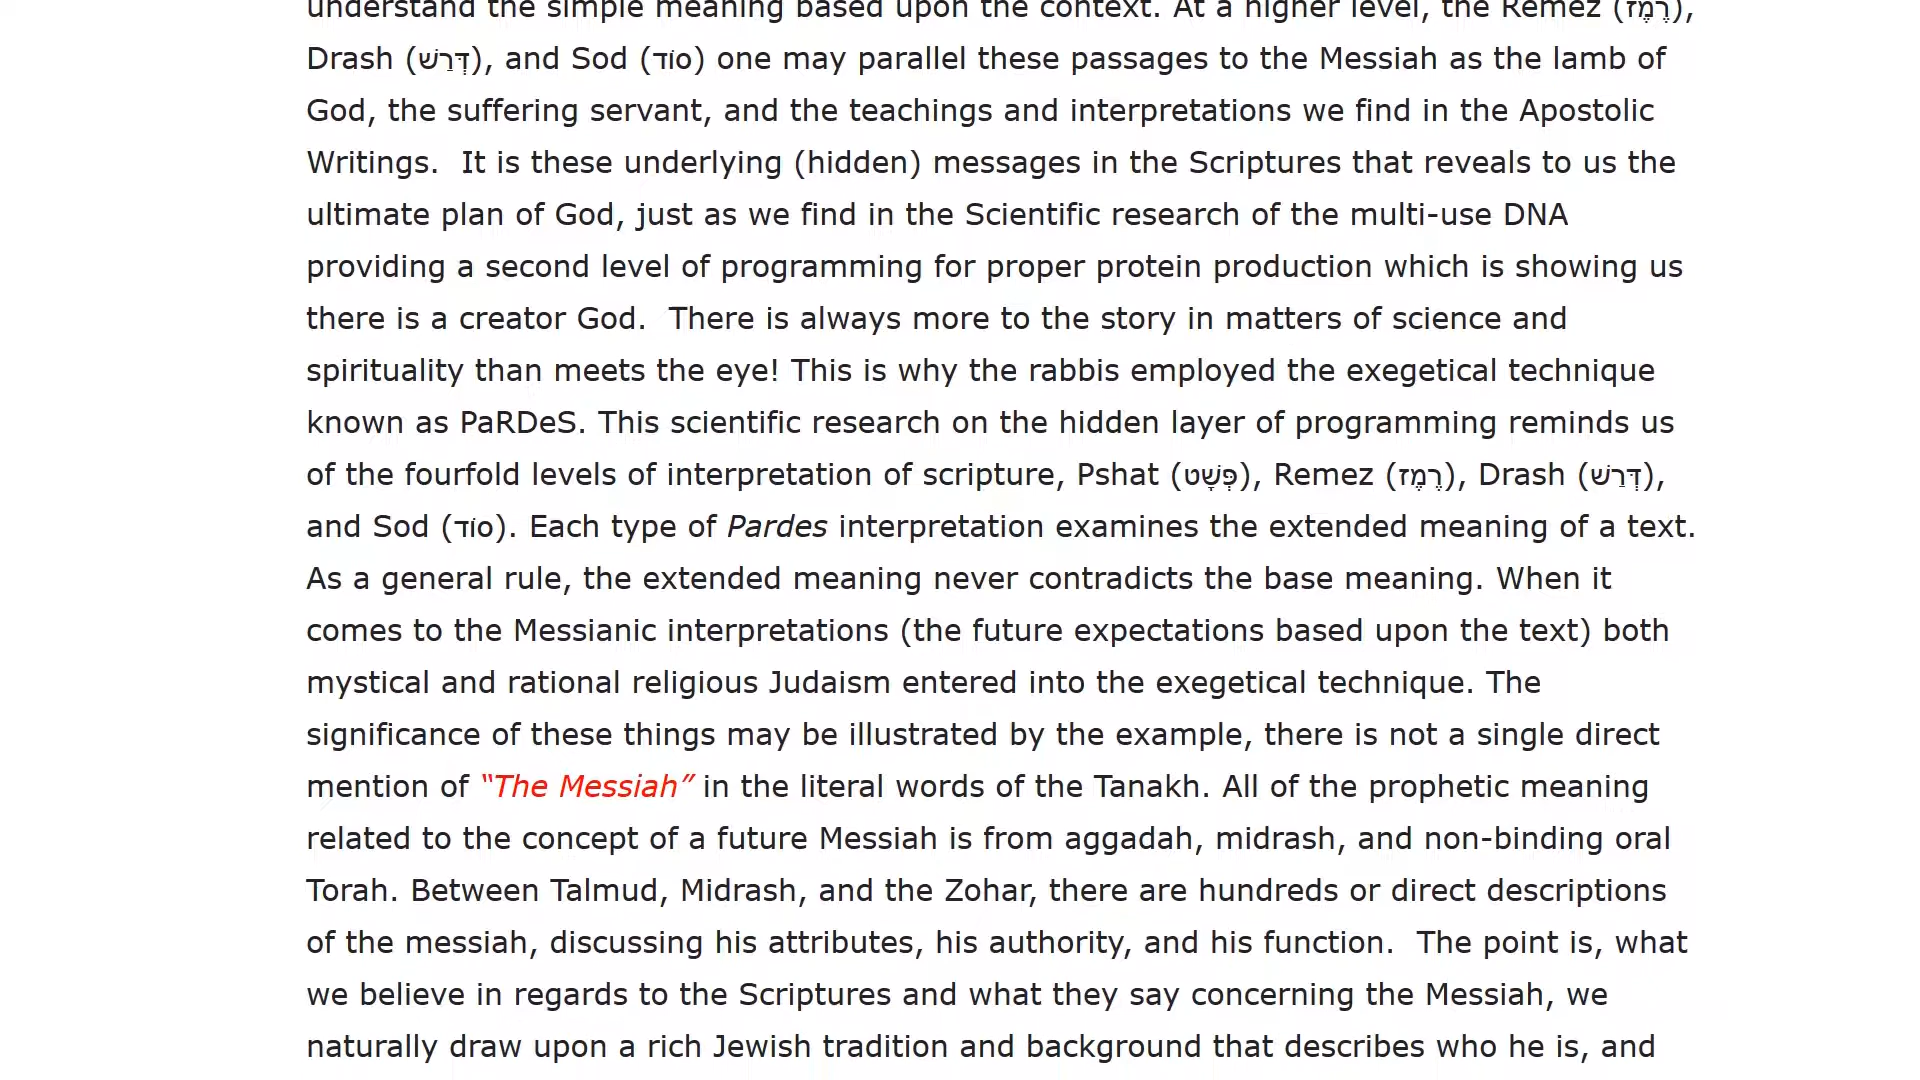 understand the simple meaning based upon the context. At a higher level, the Remez (רֶמֶז),
Drash (דְּרַשׁ), and Sod (סוֹד) one may parallel these passages to the Messiah as the lamb of
God, the suffering servant, and the teachings and interpretations we find in the Apostolic
Writings.  It is these underlying (hidden) messages in the Scriptures that reveals to us the
ultimate plan of God, just as we find in the Scientific research of the multi-use DNA
providing a second level of programming for proper protein production which is showing us
there is a creator God.  There is always more to the story in matters of science and
spirituality than meets the eye! This is why the rabbis employed the exegetical technique
known as PaRDeS. This scientific research on the hidden layer of programming reminds us
of the fourfold levels of interpretation of scripture, Pshat (פְּשָׁט), Remez (רֶמֶז), Drash (דְּרַשׁ),
and Sod (סוֹד). Each type of Pardes interpretation examines the extended meaning of a text.
As a general rule, the extended meaning never contradicts the base meaning. When it
comes to the Messianic interpretations (the future expectations based upon the text) both
mystical and rational religious Judaism entered into the exegetical technique. The
significance of these things may be illustrated by the example, there is not a single direct
mention of “The Messiah” in the literal words of the Tanakh. All of the prophetic meaning
related to the concept of a future Messiah is from aggadah, midrash, and non-binding oral
Torah. Between Talmud, Midrash, and the Zohar, there are hundreds or direct descriptions
of the messiah, discussing his attributes, his authority, and his function.  The point is, what
we believe in regards to the Scriptures and what they say concerning the Messiah, we
naturally draw upon a rich Jewish tradition and background that describes who he is, and